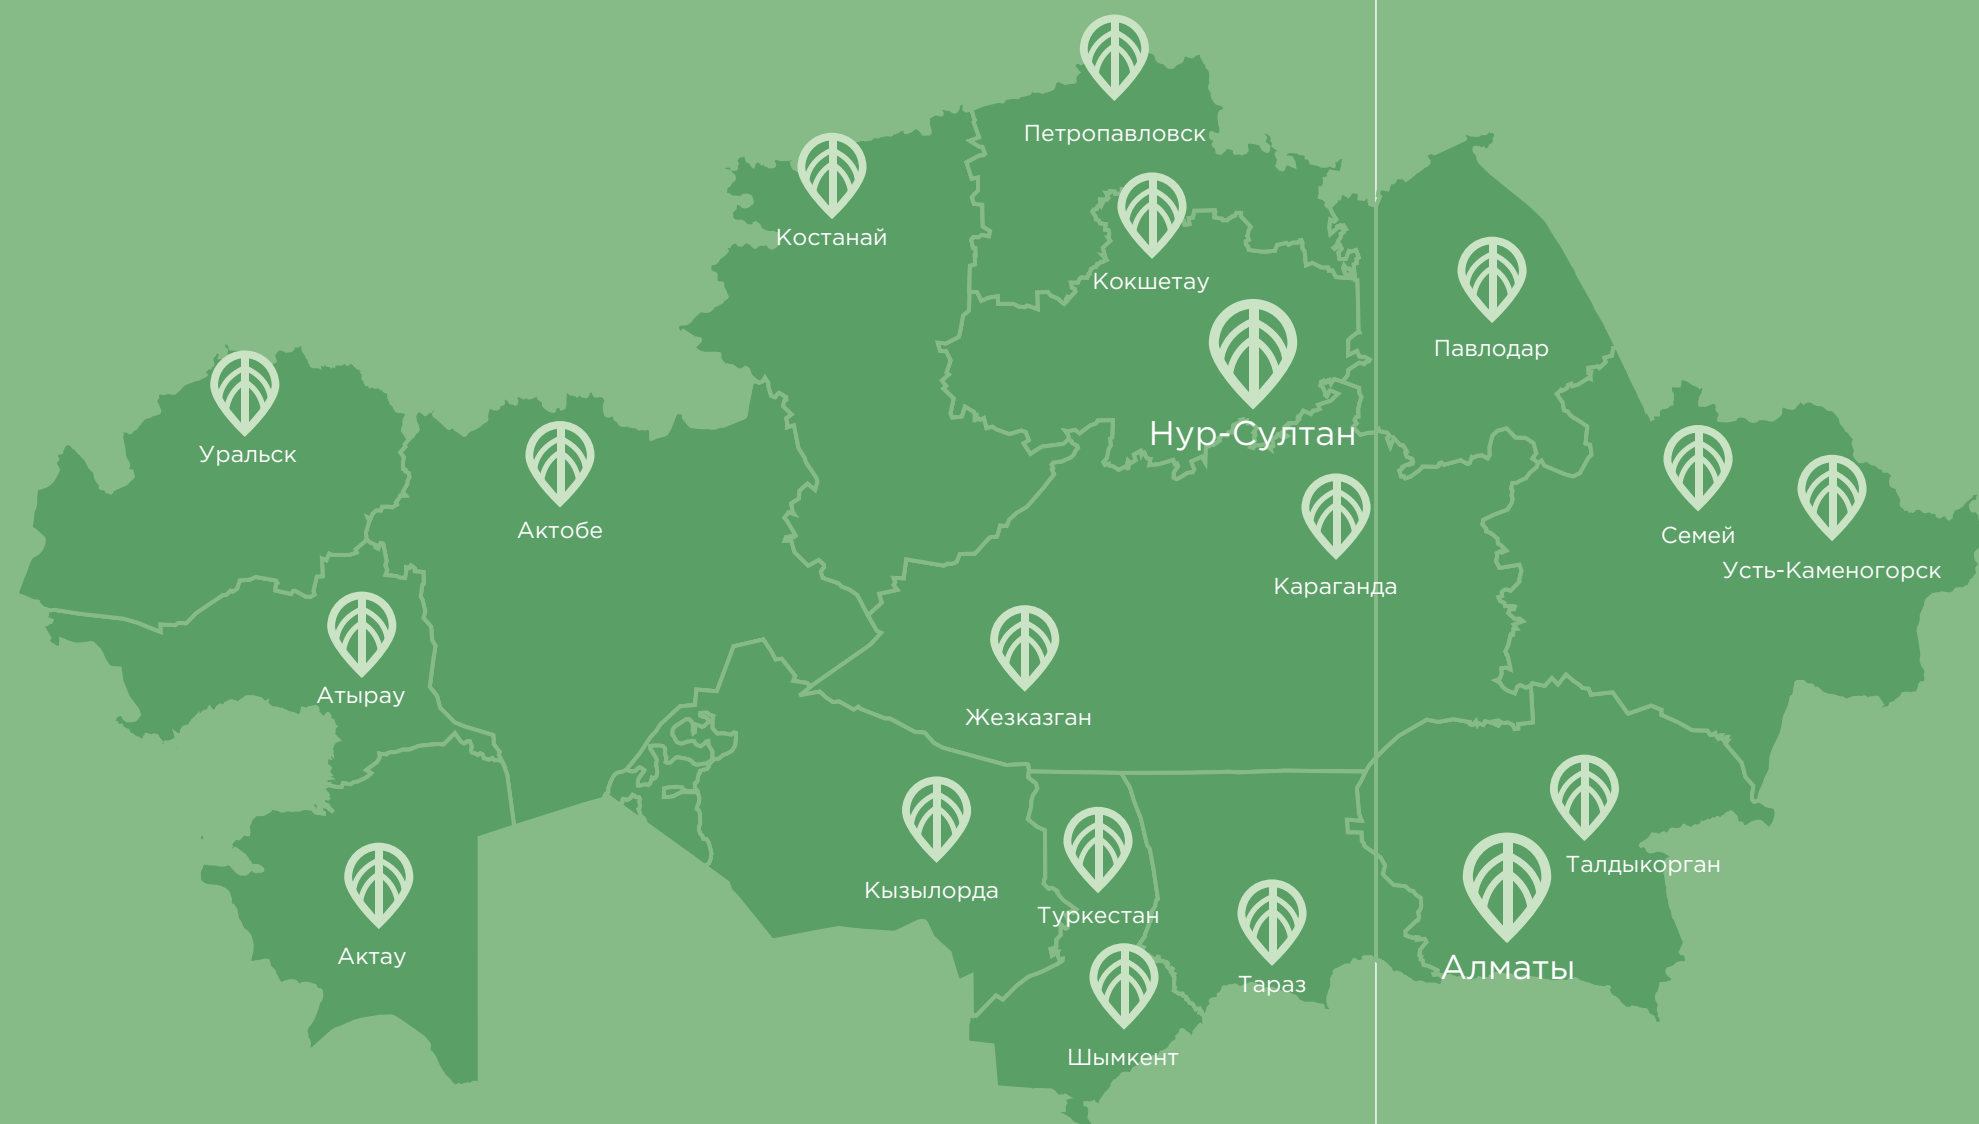 Петропавловск
Костанай
Кокшетау
Павлодар
Нур-Султан
Уральск
Актобе
Семей
Усть-Каменогорск
Караганда
Атырау
Жезказган
Талдыкорган
Кызылорда
Туркестан
Актау
Тараз
Алматы
Шымкент